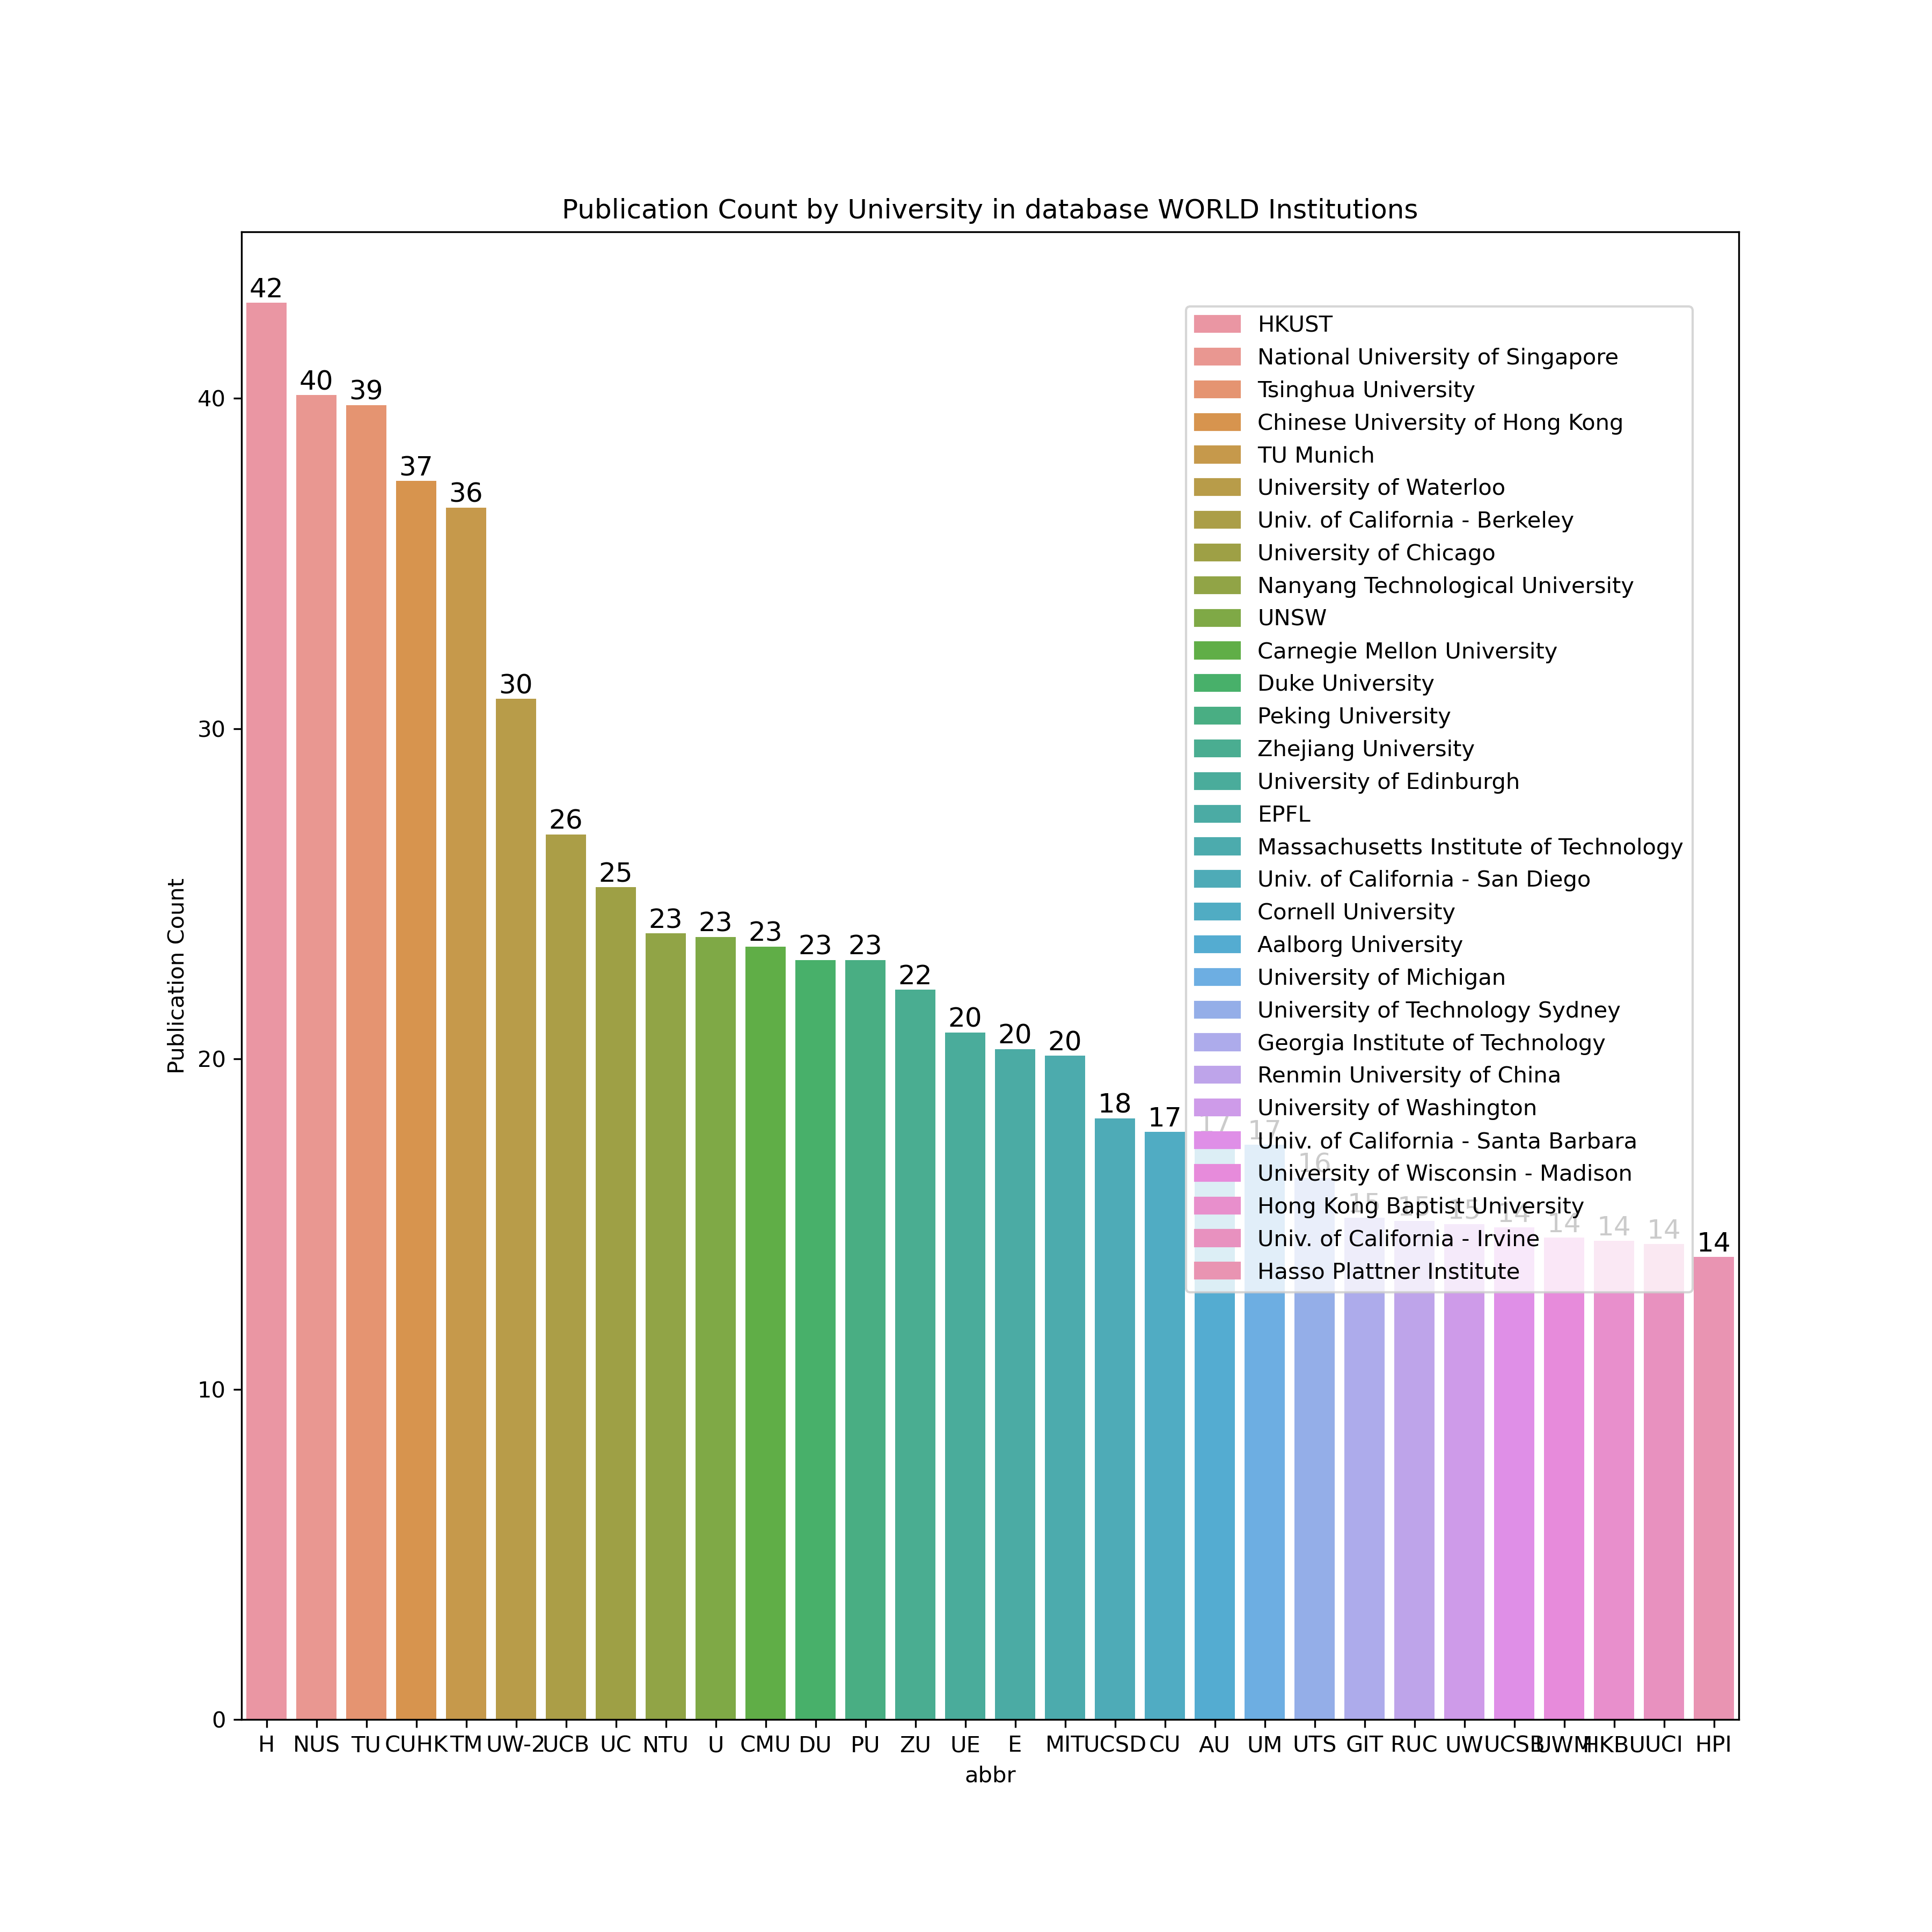 Publication Count by University in database WORLD Institutions
42
40
39
37
36
30
26
25
23
23
23
23
23
22
20
20
20
18
17
17
17
16
15
15
15
14
14
14
14
14
HKUST
National University of Singapore
Tsinghua University
Chinese University of Hong Kong
TU Munich
University of Waterloo
Univ. of California - Berkeley
University of Chicago
Nanyang Technological University
UNSW
Carnegie Mellon University
Duke University
Peking University
Zhejiang University
University of Edinburgh
EPFL
Massachusetts Institute of Technology
Univ. of California - San Diego
Cornell University
Aalborg University
University of Michigan
University of Technology Sydney
Georgia Institute of Technology
Renmin University of China
University of Washington
Univ. of California - Santa Barbara
University of Wisconsin - Madison
Hong Kong Baptist University
Univ. of California - Irvine
Hasso Plattner Institute
Publication Count
40
30
20
10
0
H NUS TU CUHK TM UW-2 UCB UC NTU U CMU DU PU ZU UE E MIT UCSD CU AU UM UTS GIT RUC UW UCSB UWM HKBU UCI HPI
abbr